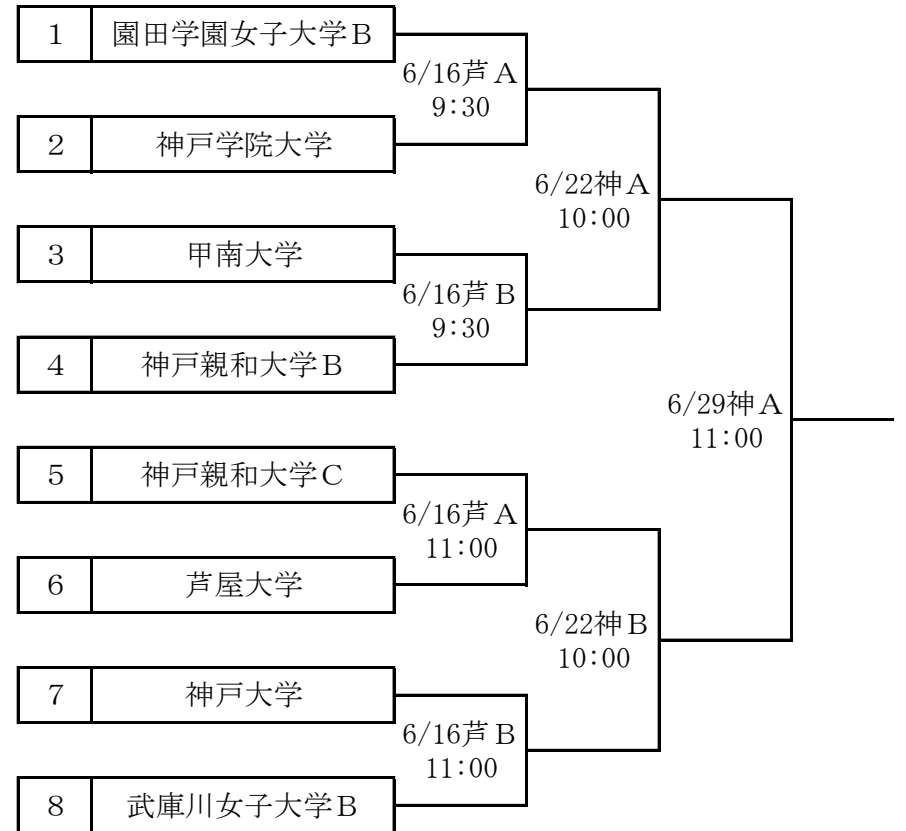 1 園田学園女子大学B
6/16芦A
9:30
2 神戸学院大学
6/22神A
10:00
3 甲南大学
6/16芦B
9:30
4 神戸親和大学B
6/29神A
11:00
5 神戸親和大学C
6/16芦A
11:00
6 芦屋大学
6/22神B
10:00
7 神戸大学
6/16芦B
11:00
8 武庫川女子大学B